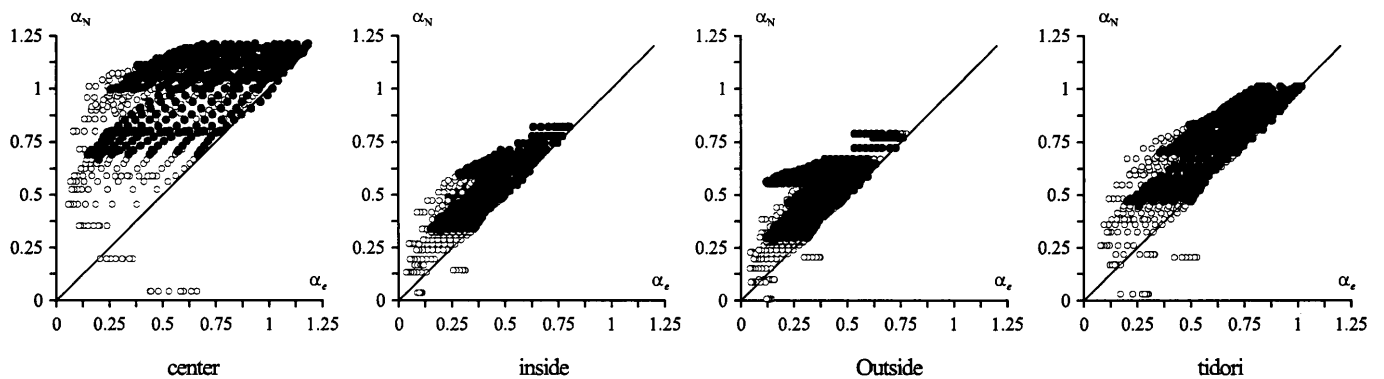 α_N α_N α_N α_N
1.25 1.25 1.25 1.25
1 1 1 1
0.75 0.75 0.75 0.75
0.5 0.5 0.5 0.5
0.25 0.25 0.25 0.25
α_e α_e α_e α_e
0 0 0 0
0 0.25 0.5 0.75 1 1.25 0 0.25 0.5 0.75 1 1.25 0 0.25 0.5 0.75 1 1.25 0 0.25 0.5 0.75 1 1.25
center inside Outside tidori